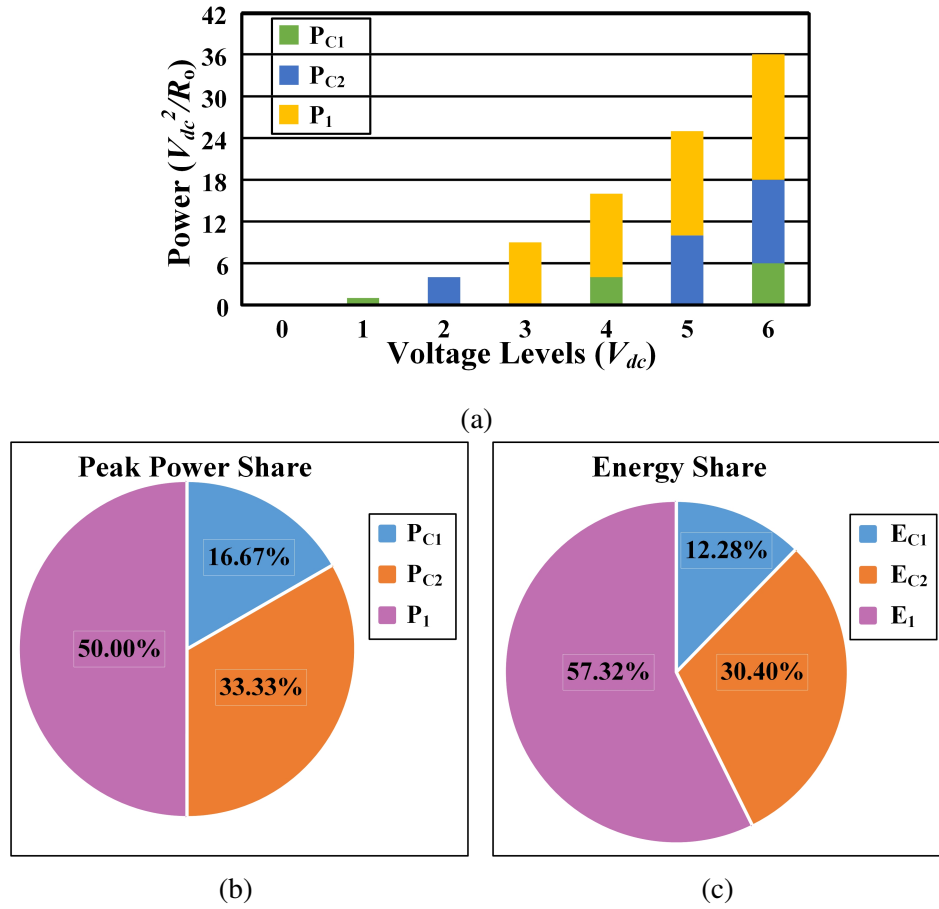 42
36
30
24
18
12
6
0
Power (V_dc^2/R_o)
P_C1
P_C2
P_1
0 1 2 3 4 5 6
Voltage Levels (V_dc)
(a)
Peak Power Share
16.67%
33.33%
50.00%
P_C1
P_C2
P_1
(b)
Energy Share
12.28%
30.40%
57.32%
E_C1
E_C2
E_1
(c)